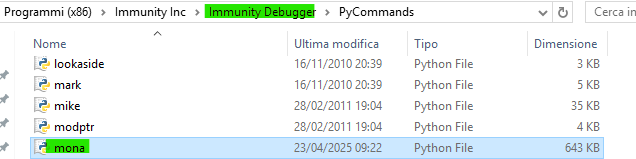 Programmi (x86) > Immunity Inc > Immunity Debugger > PyCommands
Cerca in
Nome Ultima modifica Tipo Dimensione
lookaside 16/11/2010 20:39 Python File 3 KB
mark 16/11/2010 20:39 Python File 5 KB
mike 28/02/2011 19:04 Python File 35 KB
modptr 28/02/2011 19:04 Python File 4 KB
mona 23/04/2025 09:22 Python File 643 KB